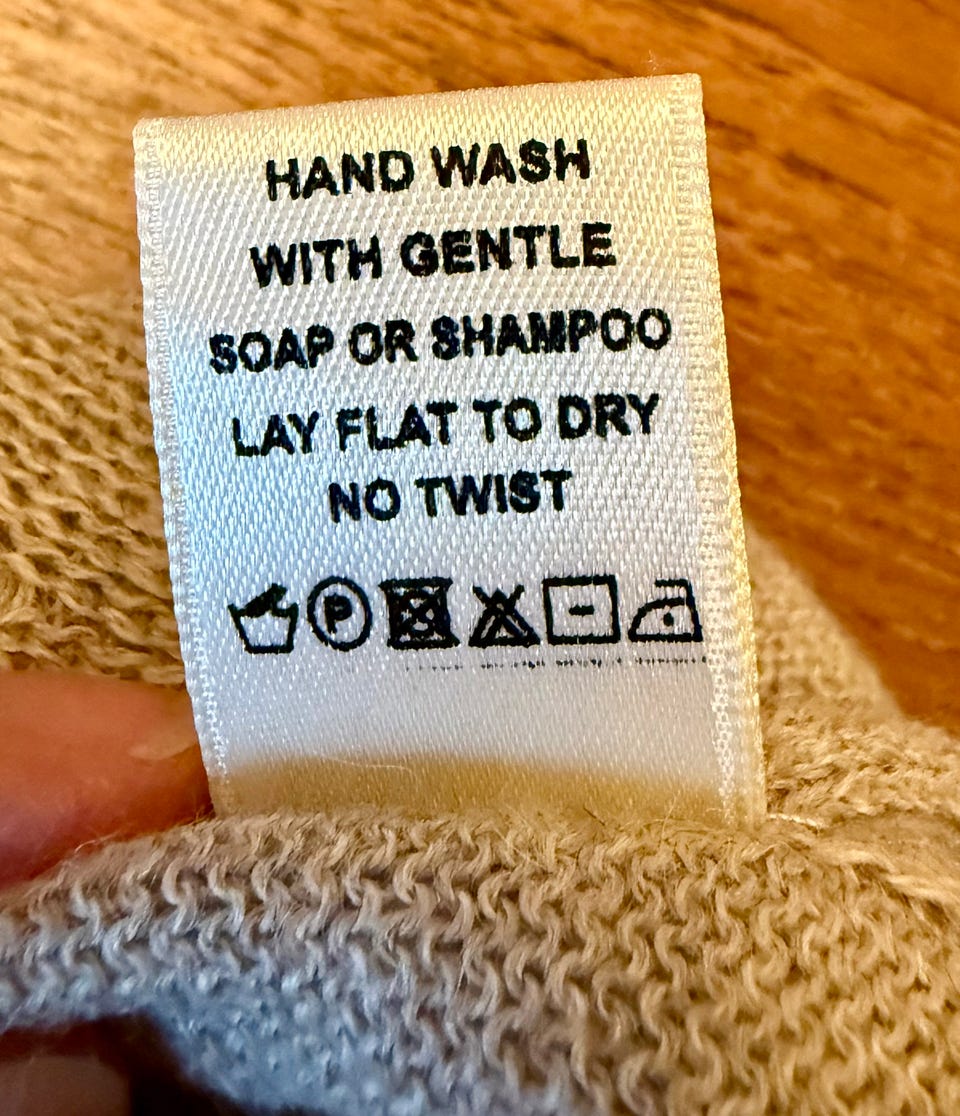 HAND WASH
WITH GENTLE
SOAP OR SHAMPOO
LAY FLAT TO DRY
NO TWIST
P